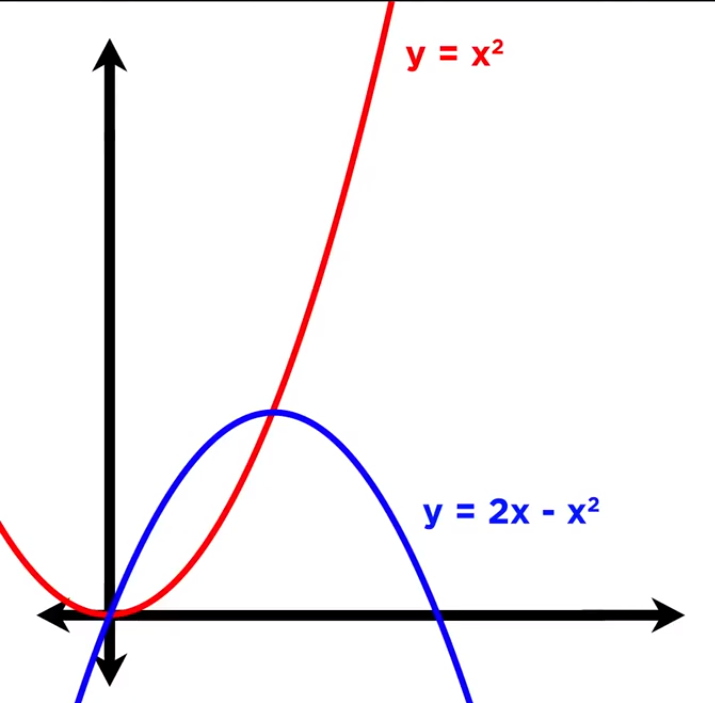 y = x²
y = 2x - x²